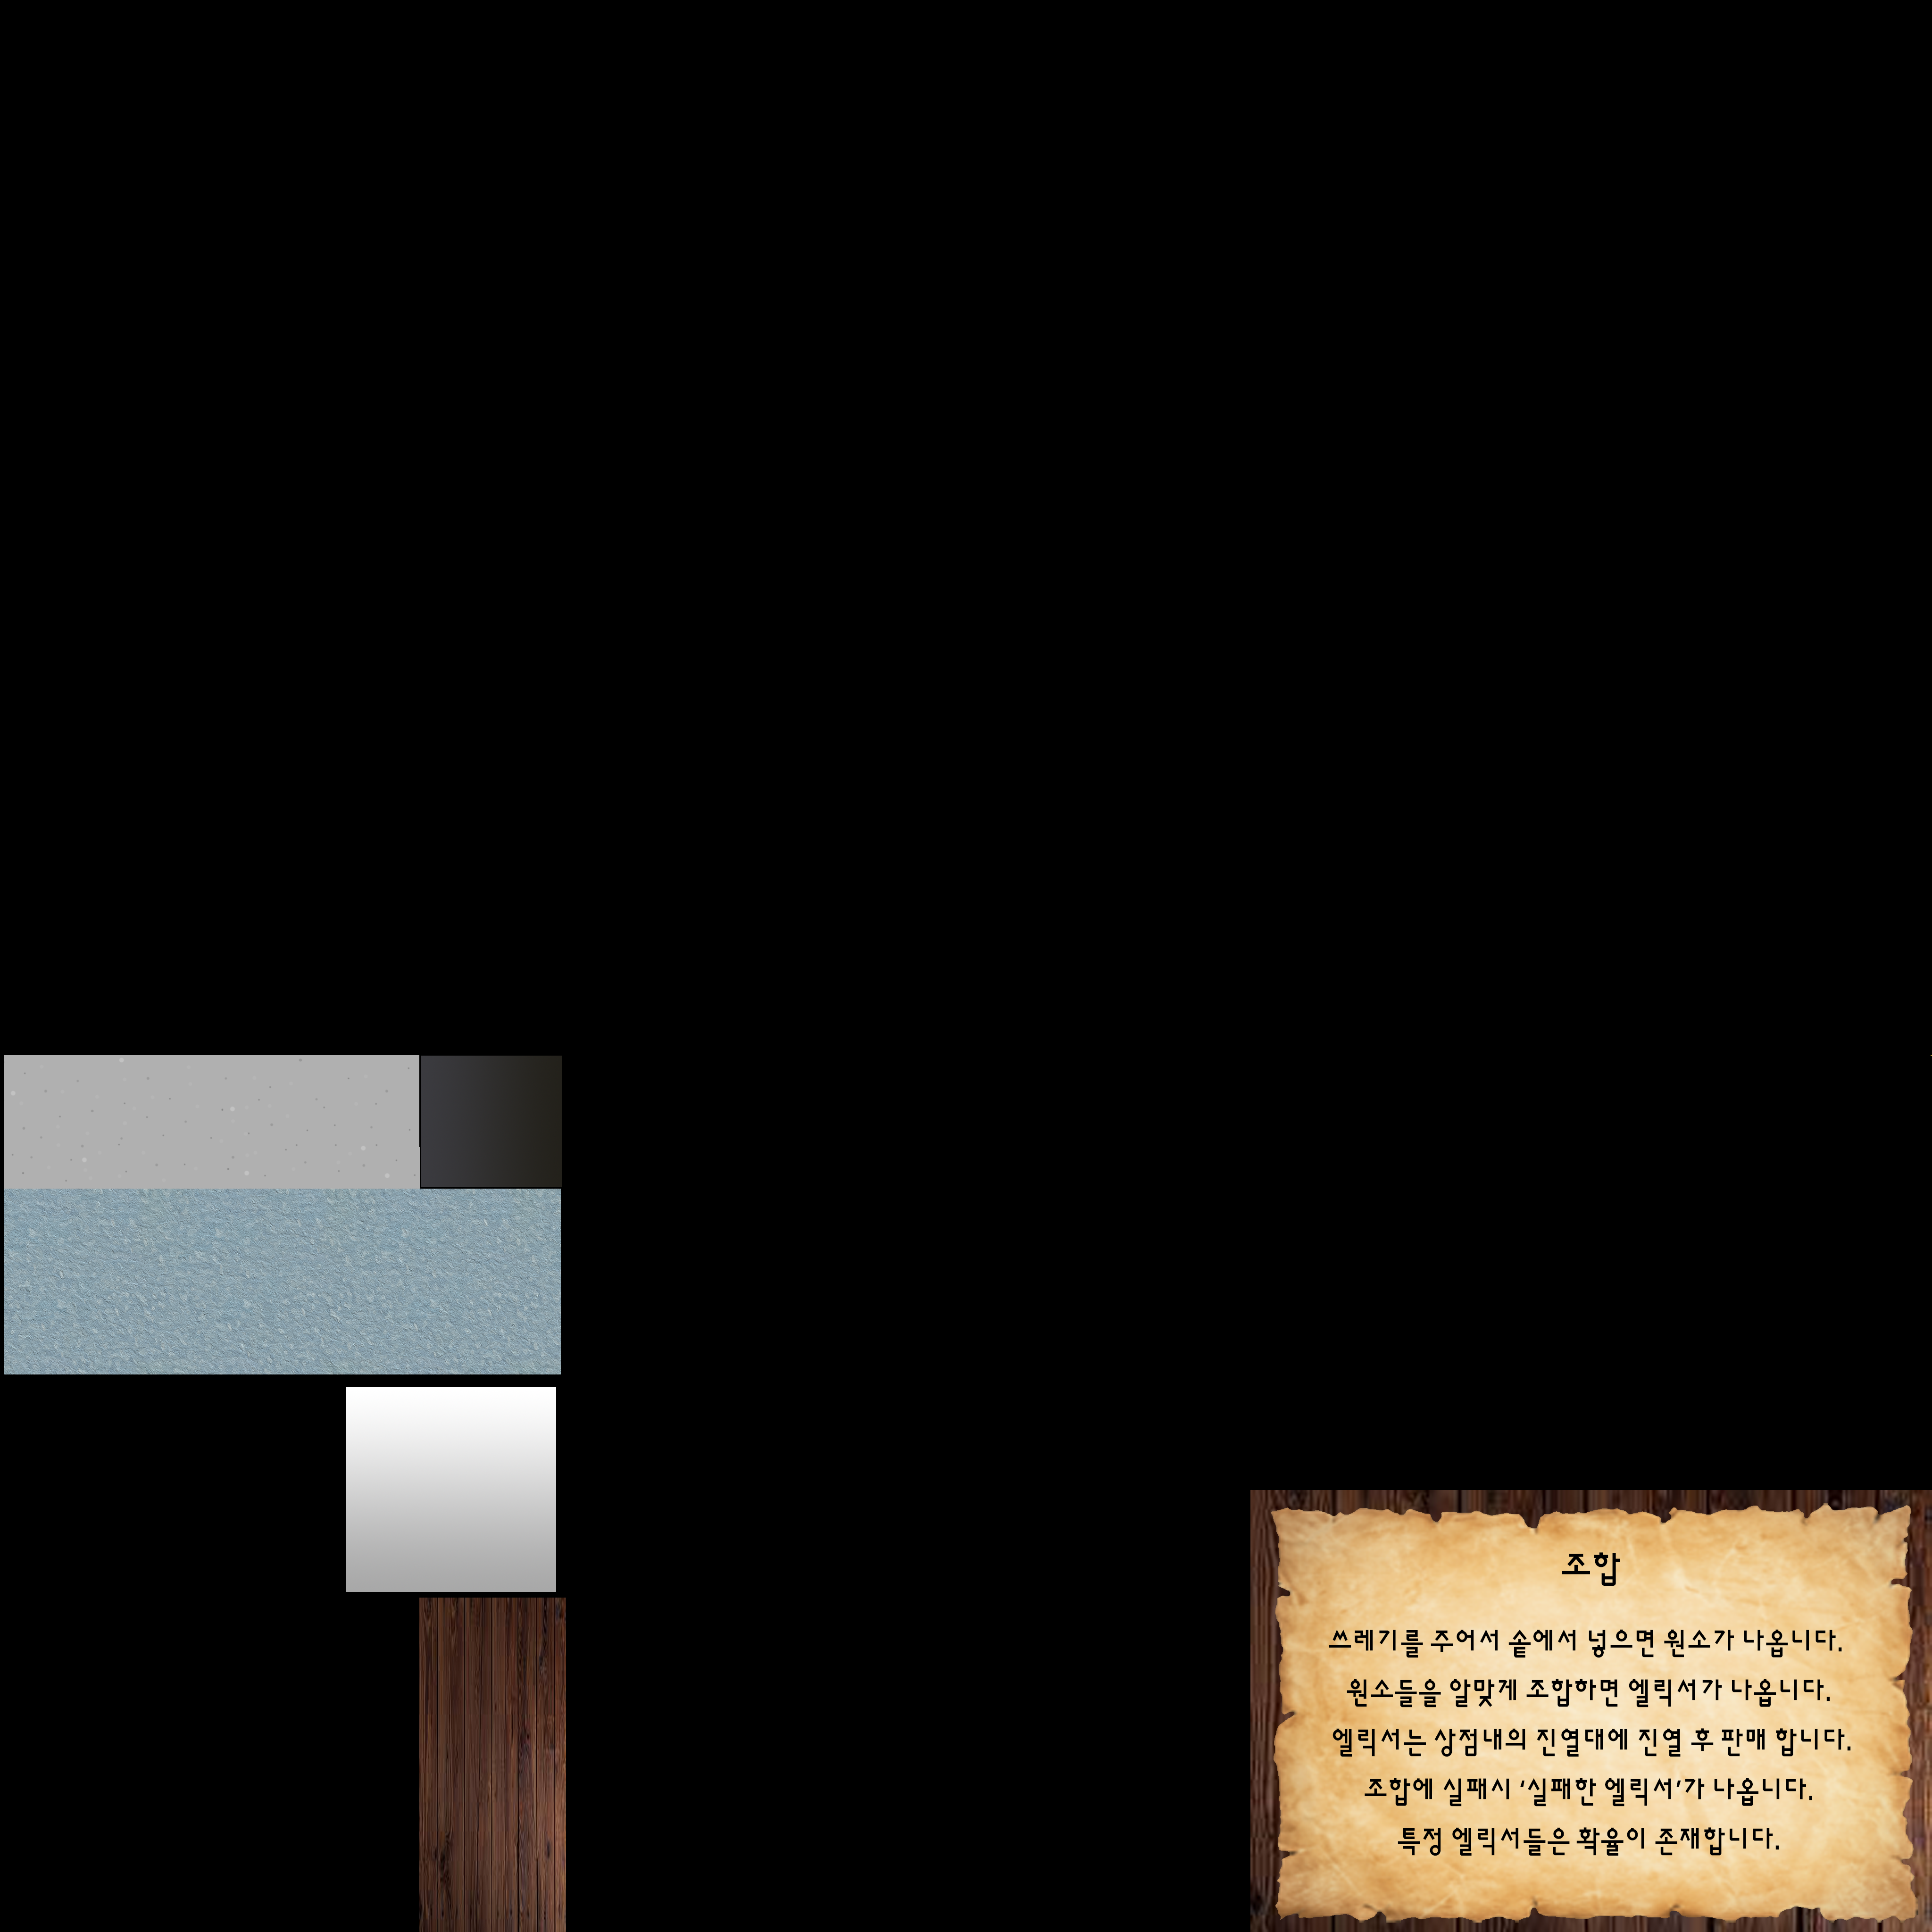 조합
쓰레기를 주어서 솥에서 넣으면 원소가 나옵니다.
원소들을 알맞게 조합하면 엘릭서가 나옵니다.
엘릭서는 상점내의 진열대에 진열 후 판매 합니다.
조합에 실패시 '실패한 엘릭서'가 나옵니다.
특정 엘릭서들은 확율이 존재합니다.